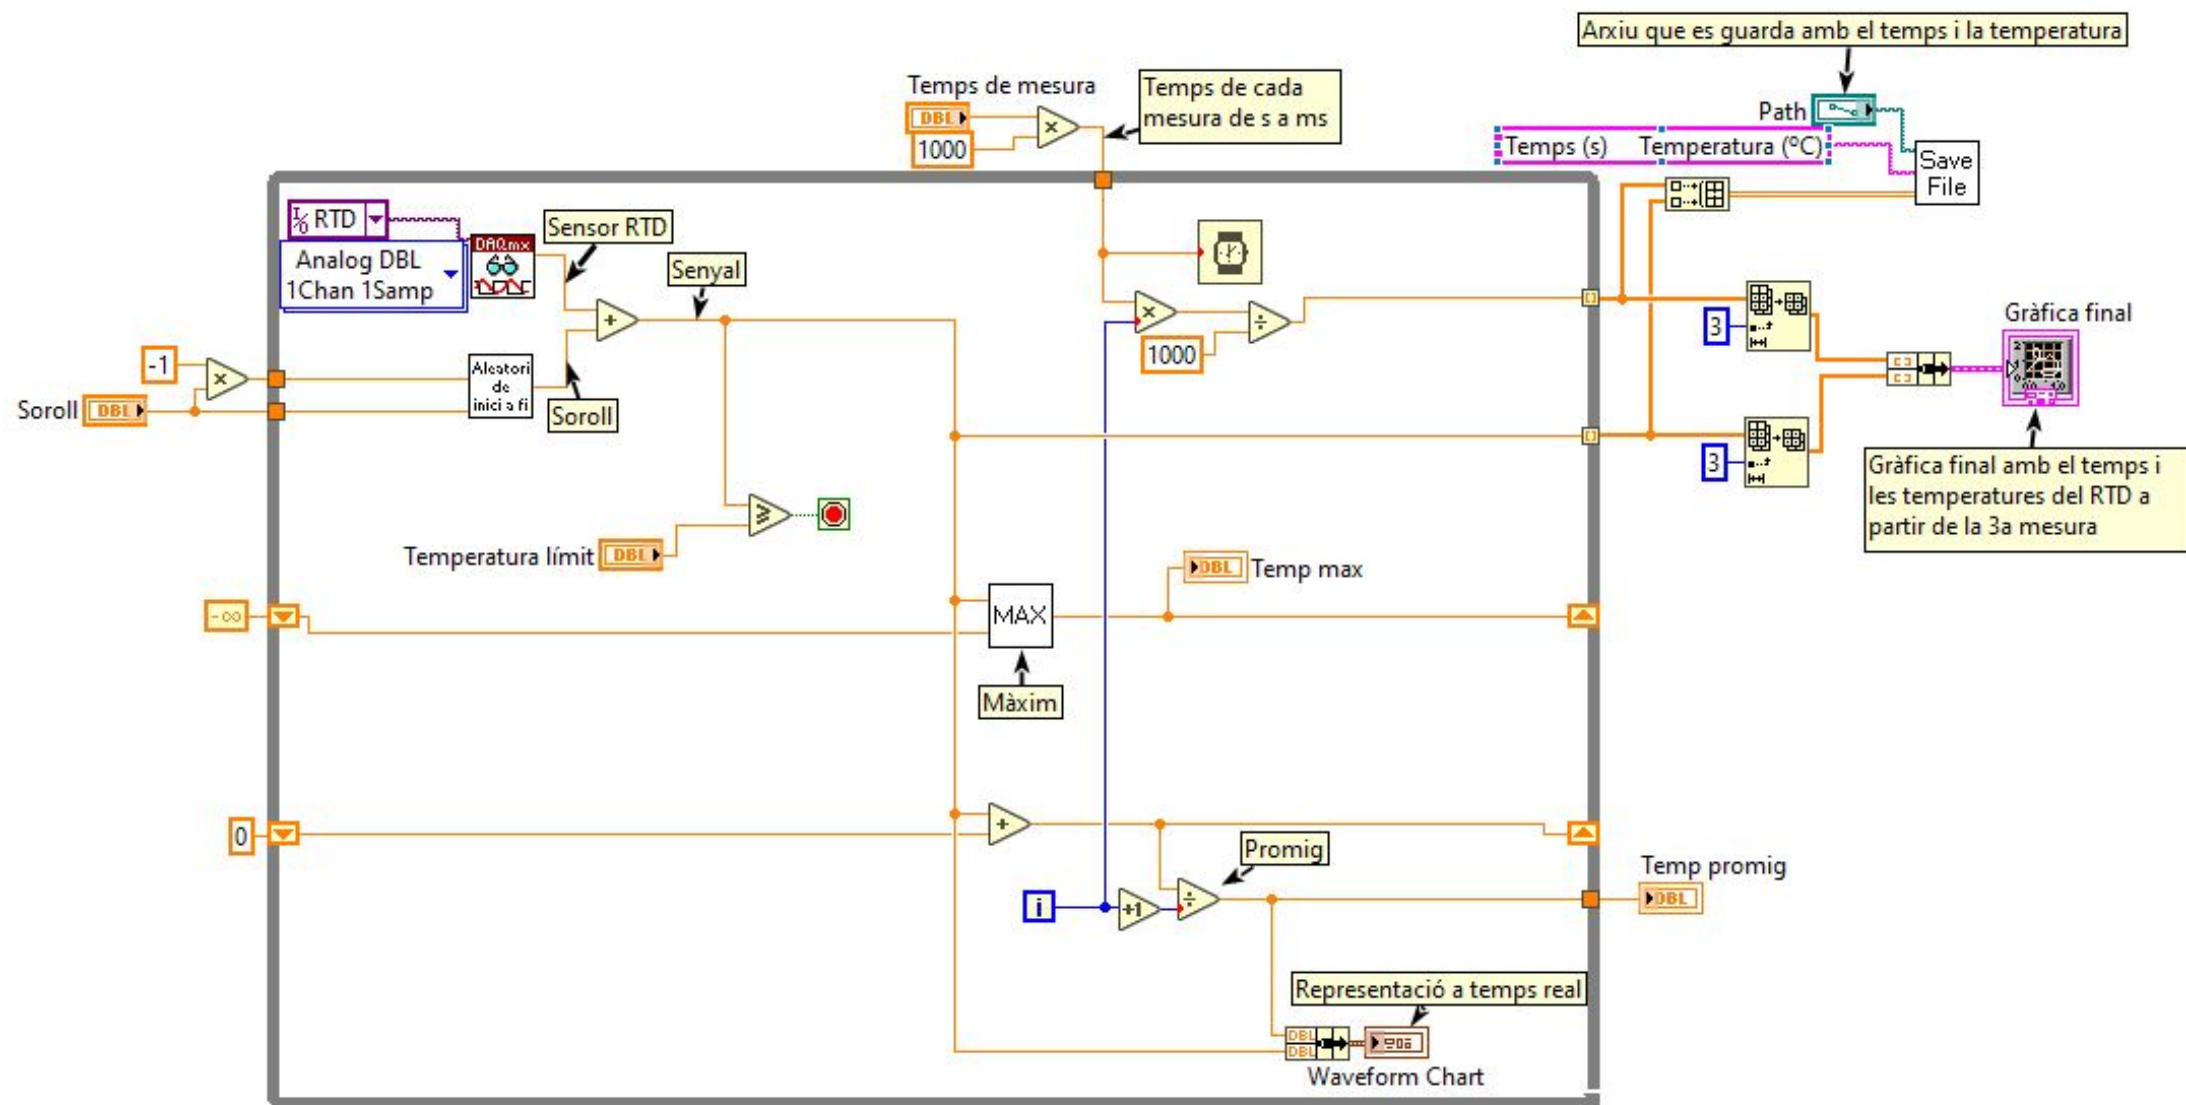 Arxiu que es guarda amb el temps i la temperatura
Temps de mesura
DBL
1000
Temps de cada
mesura de s a ms
Path
Temps (s) Temperatura (ºC)
Save
File
I/O RTD
Analog DBL
1Chan 1Samp
DAQmx
Sensor RTD
Senyal
-1
Soroll
DBL
Aleatori
de
inici a fi
Soroll
1000
3
3
Gràfica final
Gràfica final amb el temps i
les temperatures del RTD a
partir de la 3a mesura
Temperatura límit
DBL
-∞
MAX
DBL
Temp max
Màxim
0
i
+1
Promig
Temp promig
DBL
Representació a temps real
DBL
DBL
Waveform Chart